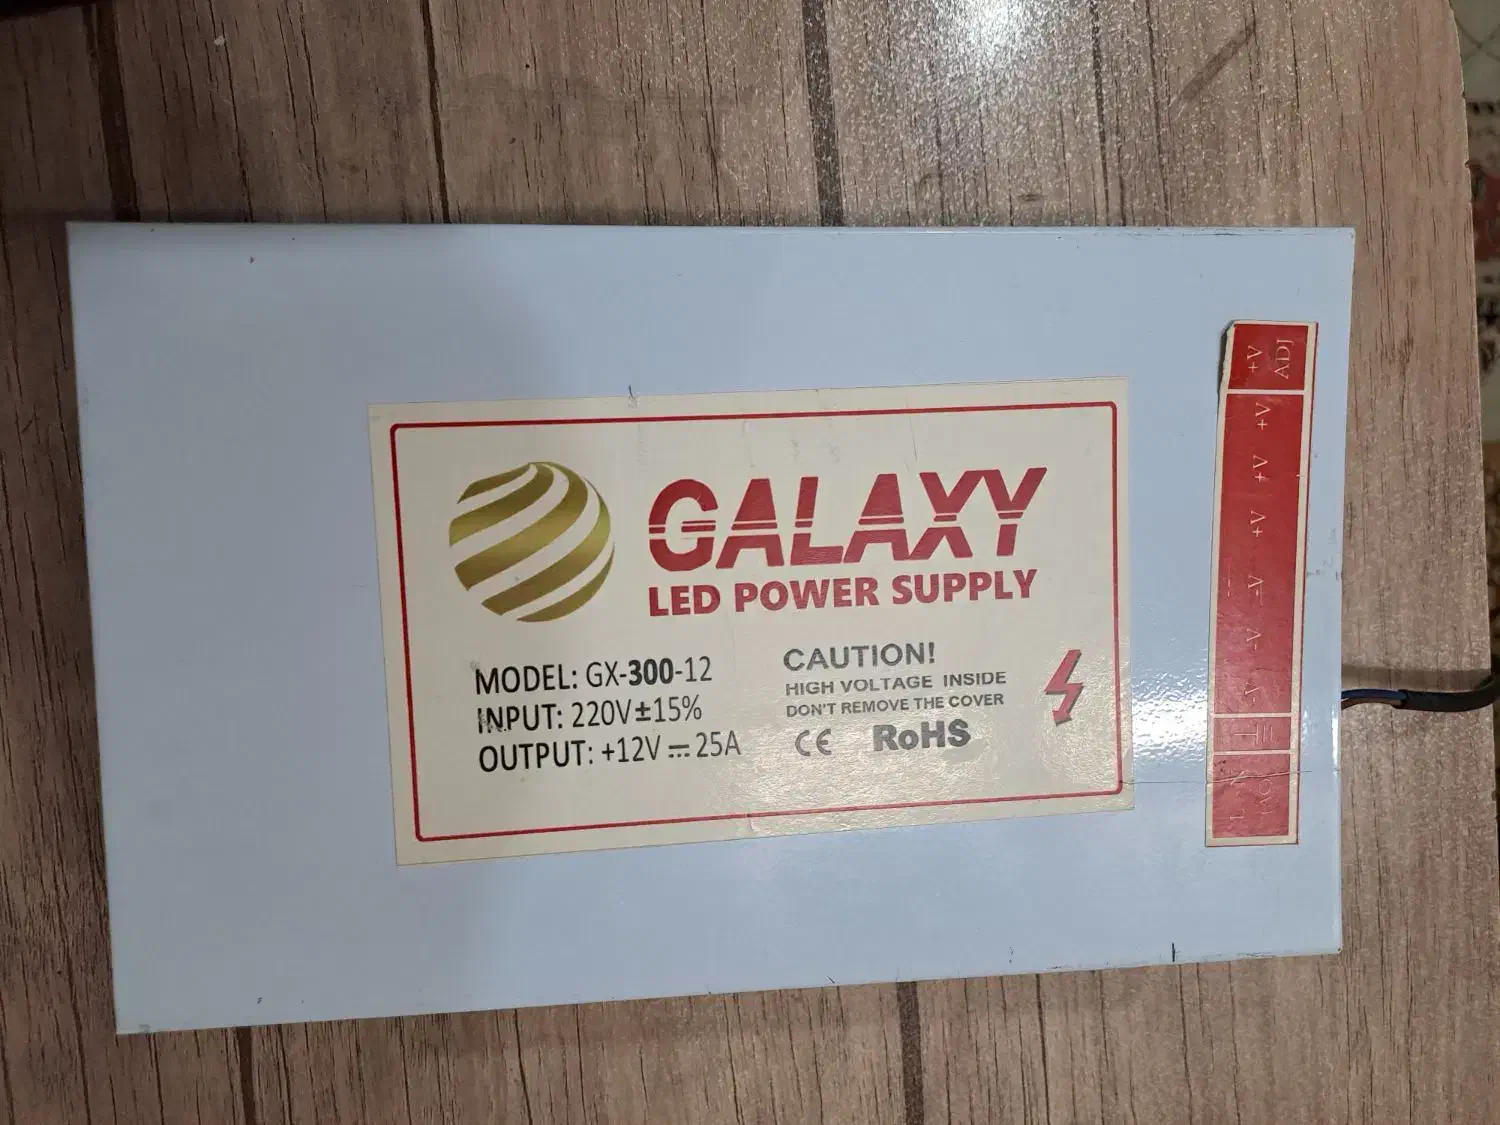 GALAXY
LED POWER SUPPLY
MODEL: GX-300-12
INPUT: 220V±15%
OUTPUT: +12V ⎓ 25A
CAUTION!
HIGH VOLTAGE INSIDE
DON'T REMOVE THE COVER
CE RoHS
+V ADJ
+V
+V
+V
-V
-V
-V